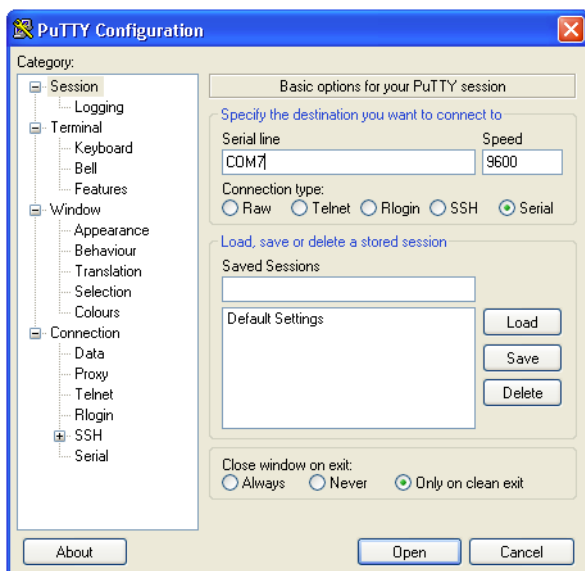 PuTTY Configuration
Category:
Session
Logging
Terminal
Keyboard
Bell
Features
Window
Appearance
Behaviour
Translation
Selection
Colours
Connection
Data
Proxy
Telnet
Rlogin
SSH
Serial
Basic options for your PuTTY session
Specify the destination you want to connect to
Serial line Speed
COM7 9600
Connection type:
Raw Telnet Rlogin SSH Serial
Load, save or delete a stored session
Saved Sessions
Default Settings
Load
Save
Delete
Close window on exit:
Always Never Only on clean exit
About Open Cancel